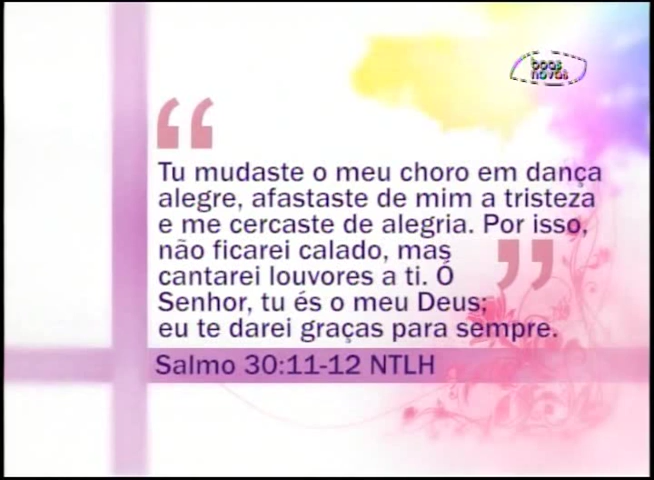 boas
novas
“
Tu mudaste o meu choro em dança
alegre, afastaste de mim a tristeza
e me cercaste de alegria. Por isso,
não ficarei calado, mas
cantarei louvores a ti. Ó
Senhor, tu és o meu Deus;
eu te darei graças para sempre.
”
Salmo 30:11-12 NTLH